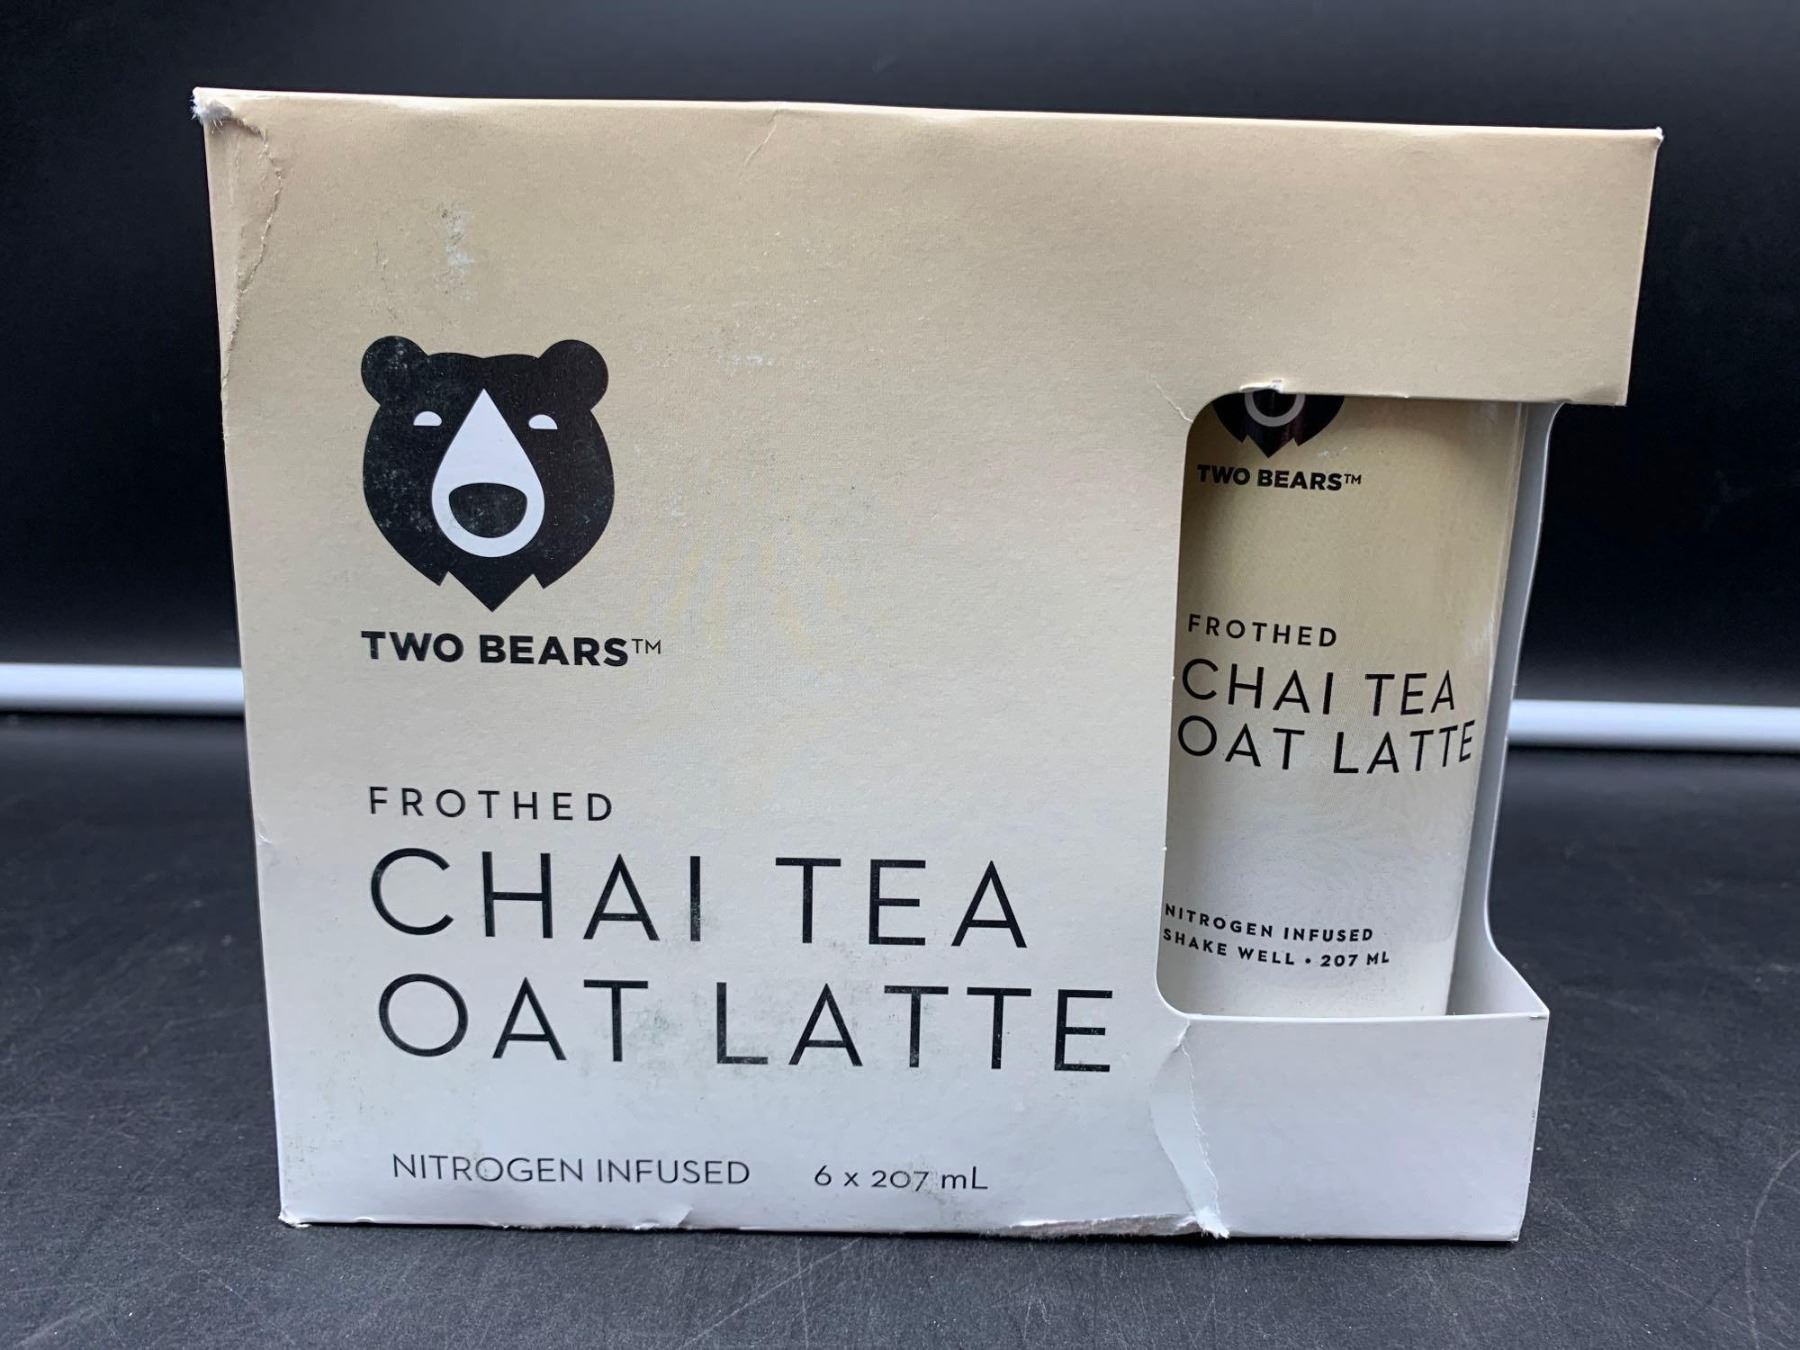 TWO BEARS™
FROTHED
CHAI TEA
OAT LATTE
NITROGEN INFUSED 6 x 207 mL
TWO BEARS™
FROTHED
CHAI TEA
OAT LATTE
NITROGEN INFUSED
SHAKE WELL • 207 ML